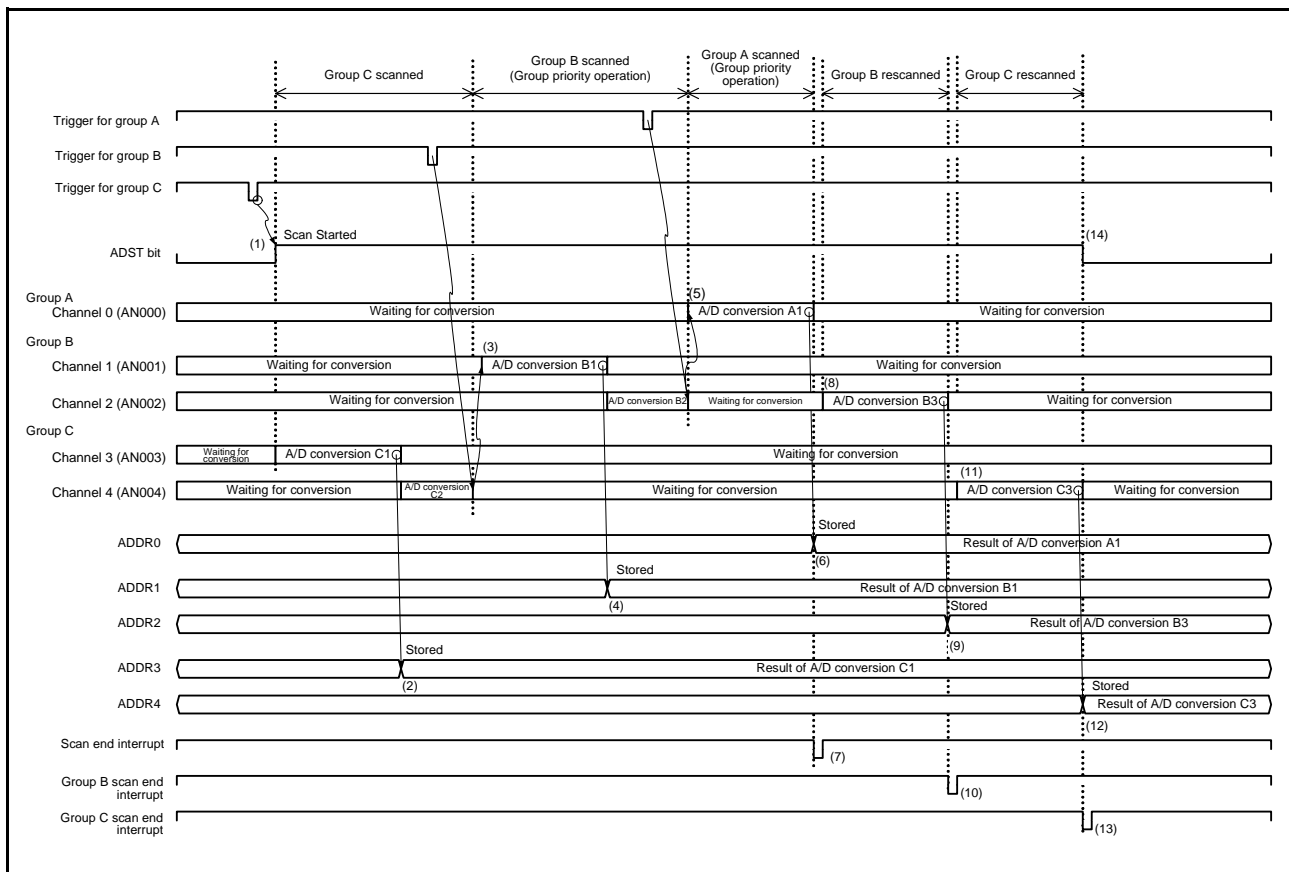 Group A scanned
(Group priority
operation)
Group B scanned
(Group priority operation)
Group C scanned
Group B rescanned
Group C rescanned
Trigger for group A
Trigger for group B
Trigger for group C
(1)
Scan Started
(14)
ADST bit
Group A
Channel 0 (AN000)
Waiting for conversion
(5)
A/D conversion A1
Waiting for conversion
Group B
Channel 1 (AN001)
Waiting for conversion
(3)
A/D conversion B1
Waiting for conversion
Channel 2 (AN002)
Waiting for conversion
A/D conversion B2
Waiting for conversion
(8)
A/D conversion B3
Waiting for conversion
Group C
Channel 3 (AN003)
Waiting for
conversion
A/D conversion C1
Waiting for conversion
Channel 4 (AN004)
Waiting for conversion
A/D conversion
C2
Waiting for conversion
(11)
A/D conversion C3
Waiting for conversion
ADDR0
Stored
(6)
Result of A/D conversion A1
ADDR1
Stored
(4)
Result of A/D conversion B1
ADDR2
Stored
(9)
Result of A/D conversion B3
ADDR3
Stored
(2)
Result of A/D conversion C1
ADDR4
Stored
(12)
Result of A/D conversion C3
Scan end interrupt
(7)
Group B scan end
interrupt
(10)
Group C scan end
interrupt
(13)